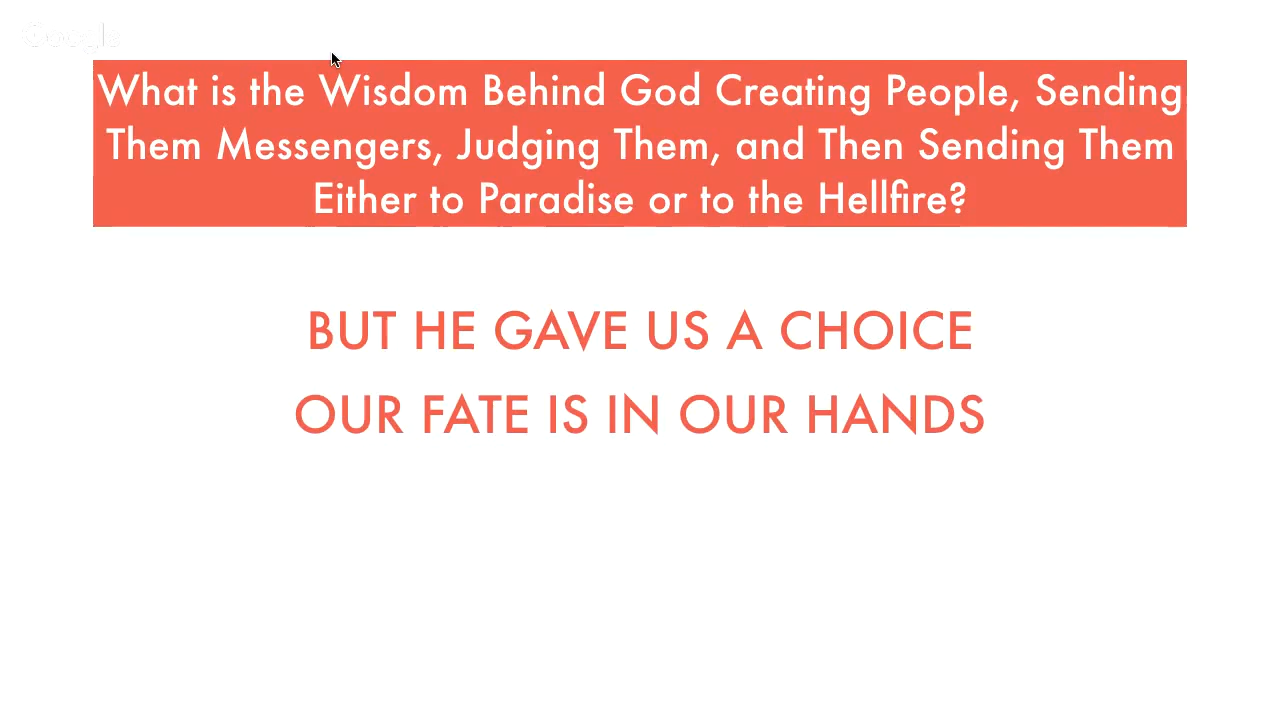 Google
What is the Wisdom Behind God Creating People, Sending
Them Messengers, Judging Them, and Then Sending Them
Either to Paradise or to the Hellfire?
BUT HE GAVE US A CHOICE
OUR FATE IS IN OUR HANDS